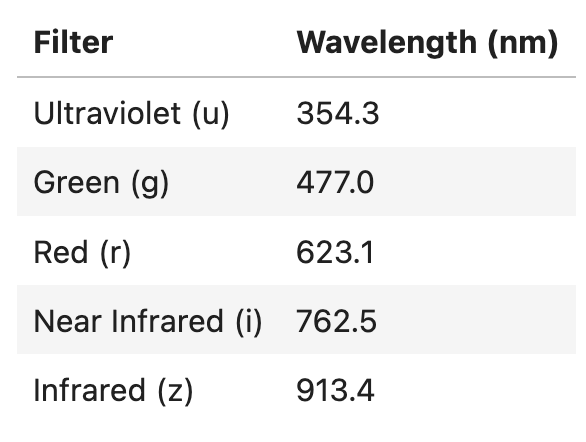 Filter Wavelength (nm)
Ultraviolet (u) 354.3
Green (g) 477.0
Red (r) 623.1
Near Infrared (i) 762.5
Infrared (z) 913.4